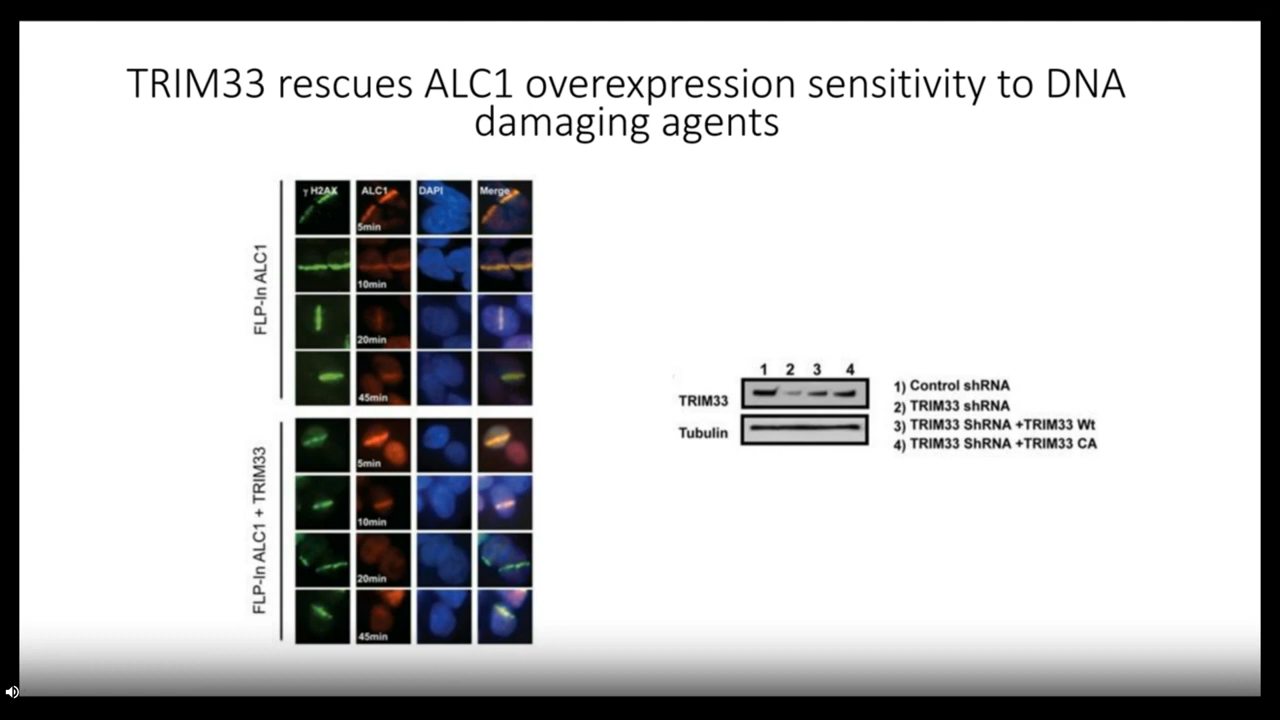 TRIM33 rescues ALC1 overexpression sensitivity to DNA
damaging agents
γ H2AX ALC1 DAPI Merge
5min
10min
20min
45min
FLP-In ALC1
5min
10min
20min
45min
FLP-In ALC1 + TRIM33
1 2 3 4
TRIM33
Tubulin
1) Control shRNA
2) TRIM33 shRNA
3) TRIM33 ShRNA +TRIM33 Wt
4) TRIM33 ShRNA +TRIM33 CA